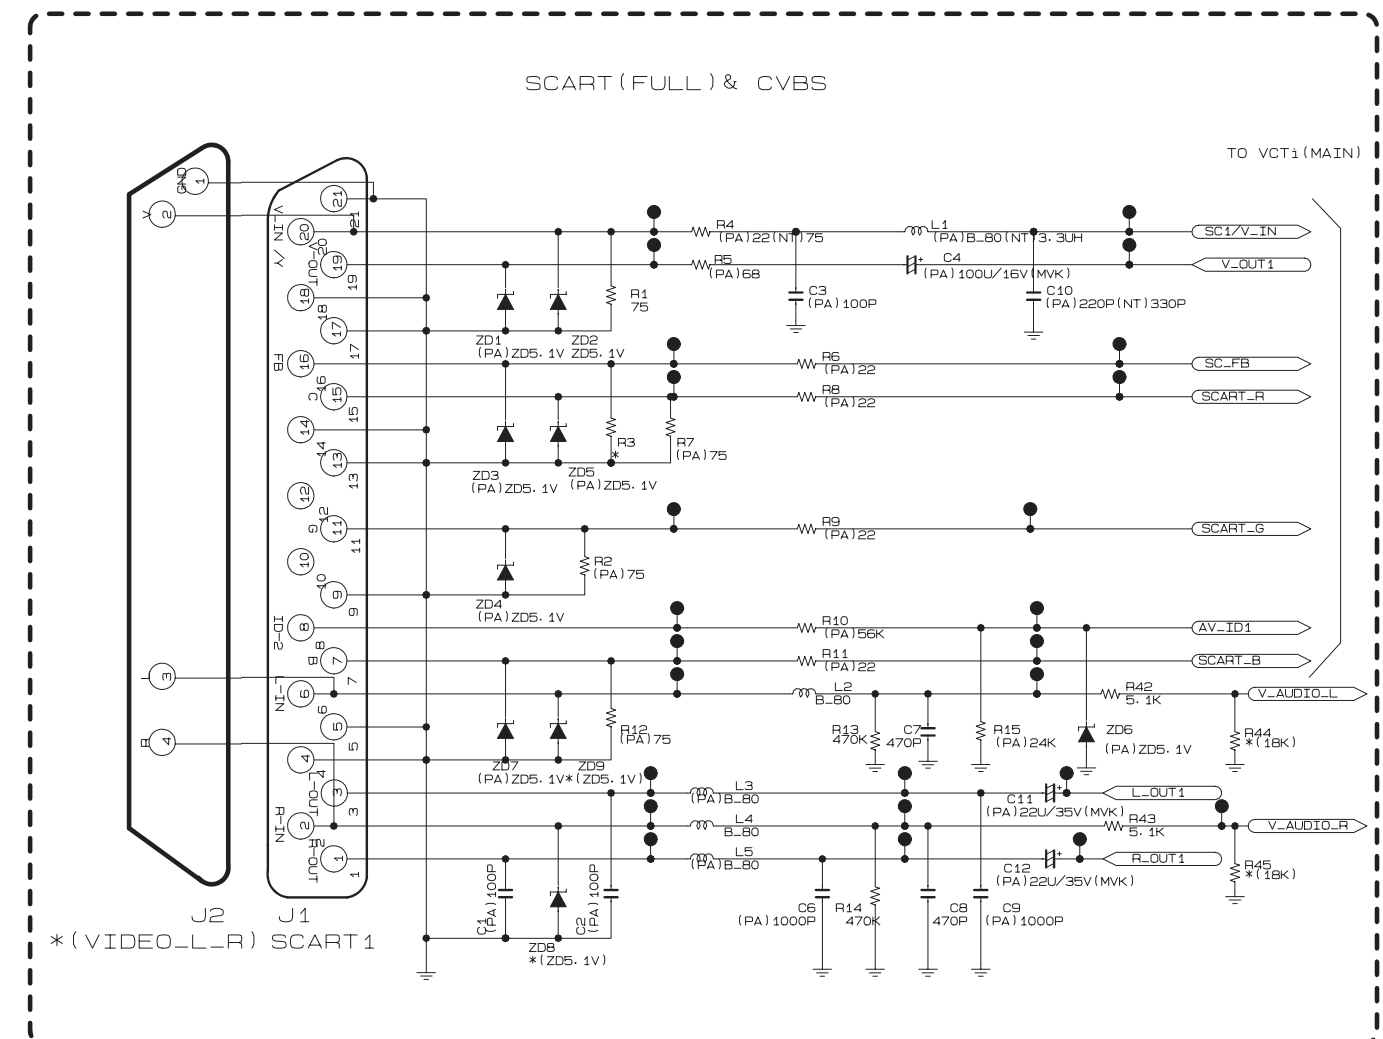 SCART(FULL)& CVBS
TO VCTi(MAIN)
GND
1
V
2
L
3
R
4
J2
*(VIDEO_L_R)
J1
SCART1
21
21
V_IN
/Y
20
20
V-OUT
19
19
18
18
17
17
FB
16
16
C
15
15
14
14
13
13
12
12
G
11
11
10
10
9
9
ID-2
8
8
B
7
7
L-IN
6
6
5
5
4
4
L-OUT
3
3
R-IN
2
2
R-OUT
1
1
R4
(PA)22(NT)75
L1
(PA)B_80(NT)3.3UH
SC1/V_IN
R5
(PA)68
C4
(PA)100U/16V(MVK)
V_OUT1
R1
75
C3
(PA)100P
C10
(PA)220P(NT)330P
ZD1
(PA)ZD5.1V
ZD2
ZD5.1V
R6
(PA)22
SC_FB
R8
(PA)22
SCART_R
R3
*
R7
(PA)75
ZD3
(PA)ZD5.1V
ZD5
(PA)ZD5.1V
R9
(PA)22
SCART_G
R2
(PA)75
ZD4
(PA)ZD5.1V
R10
(PA)56K
AV_ID1
R11
(PA)22
SCART_B
L2
B_80
R42
5.1K
V_AUDIO_L
R12
(PA)75
R13
470K
C7
470P
R15
(PA)24K
ZD6
(PA)ZD5.1V
R44
*(18K)
ZD7
(PA)ZD5.1V
ZD9
*(ZD5.1V)
L3
(PA)B_80
C11
(PA)22U/35V(MVK)
L_OUT1
L4
B_80
R43
5.1K
V_AUDIO_R
L5
(PA)B_80
C12
(PA)22U/35V(MVK)
R_OUT1
R45
*(18K)
C1
(PA)100P
C2
(PA)100P
ZD8
*(ZD5.1V)
C6
(PA)1000P
R14
470K
C8
470P
C9
(PA)1000P